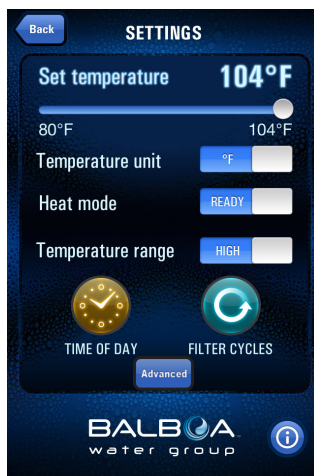 Back
SETTINGS
Set temperature 104°F
80°F 104°F
Temperature unit °F
Heat mode READY
Temperature range HIGH
TIME OF DAY FILTER CYCLES
Advanced
BALBOA
water group
i